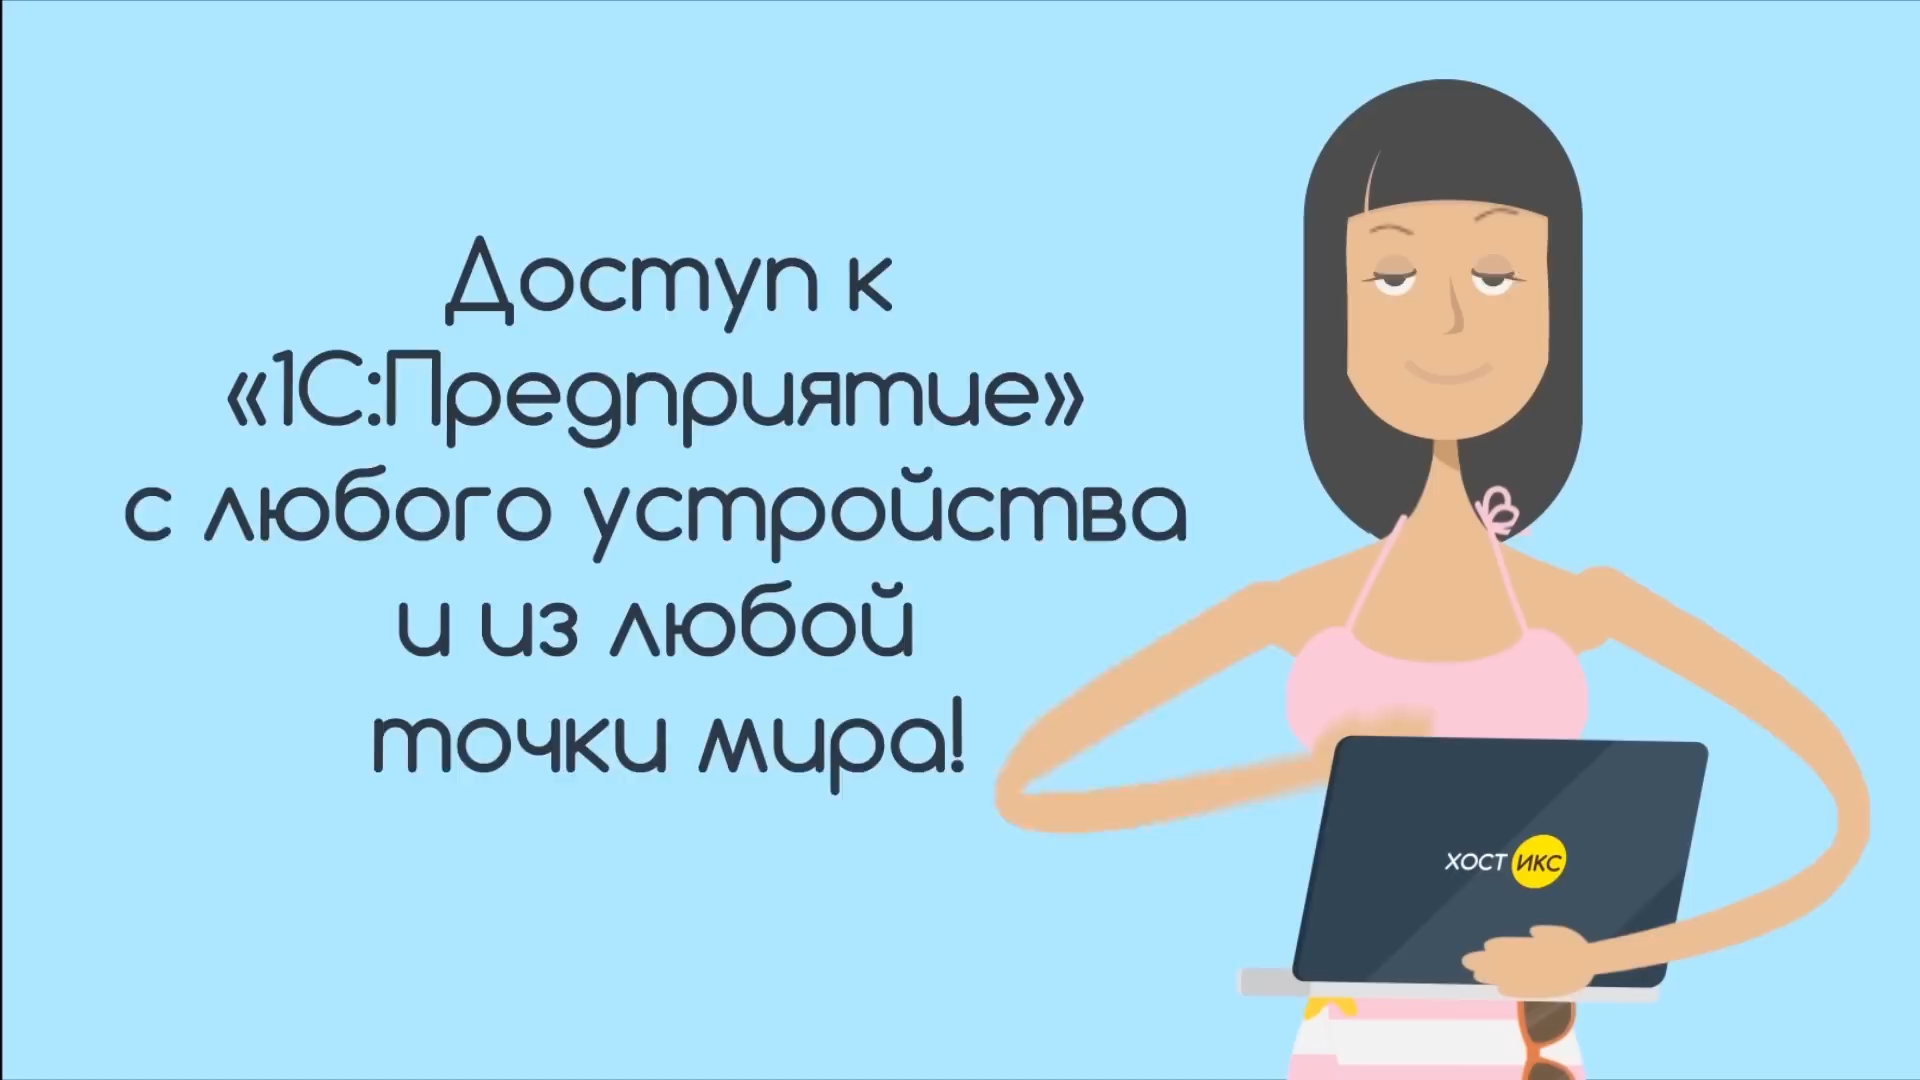 Доступ к
«1С:Предприятие»
с любого устройства
и из любой
точки мира!
ХОСТ ИКС